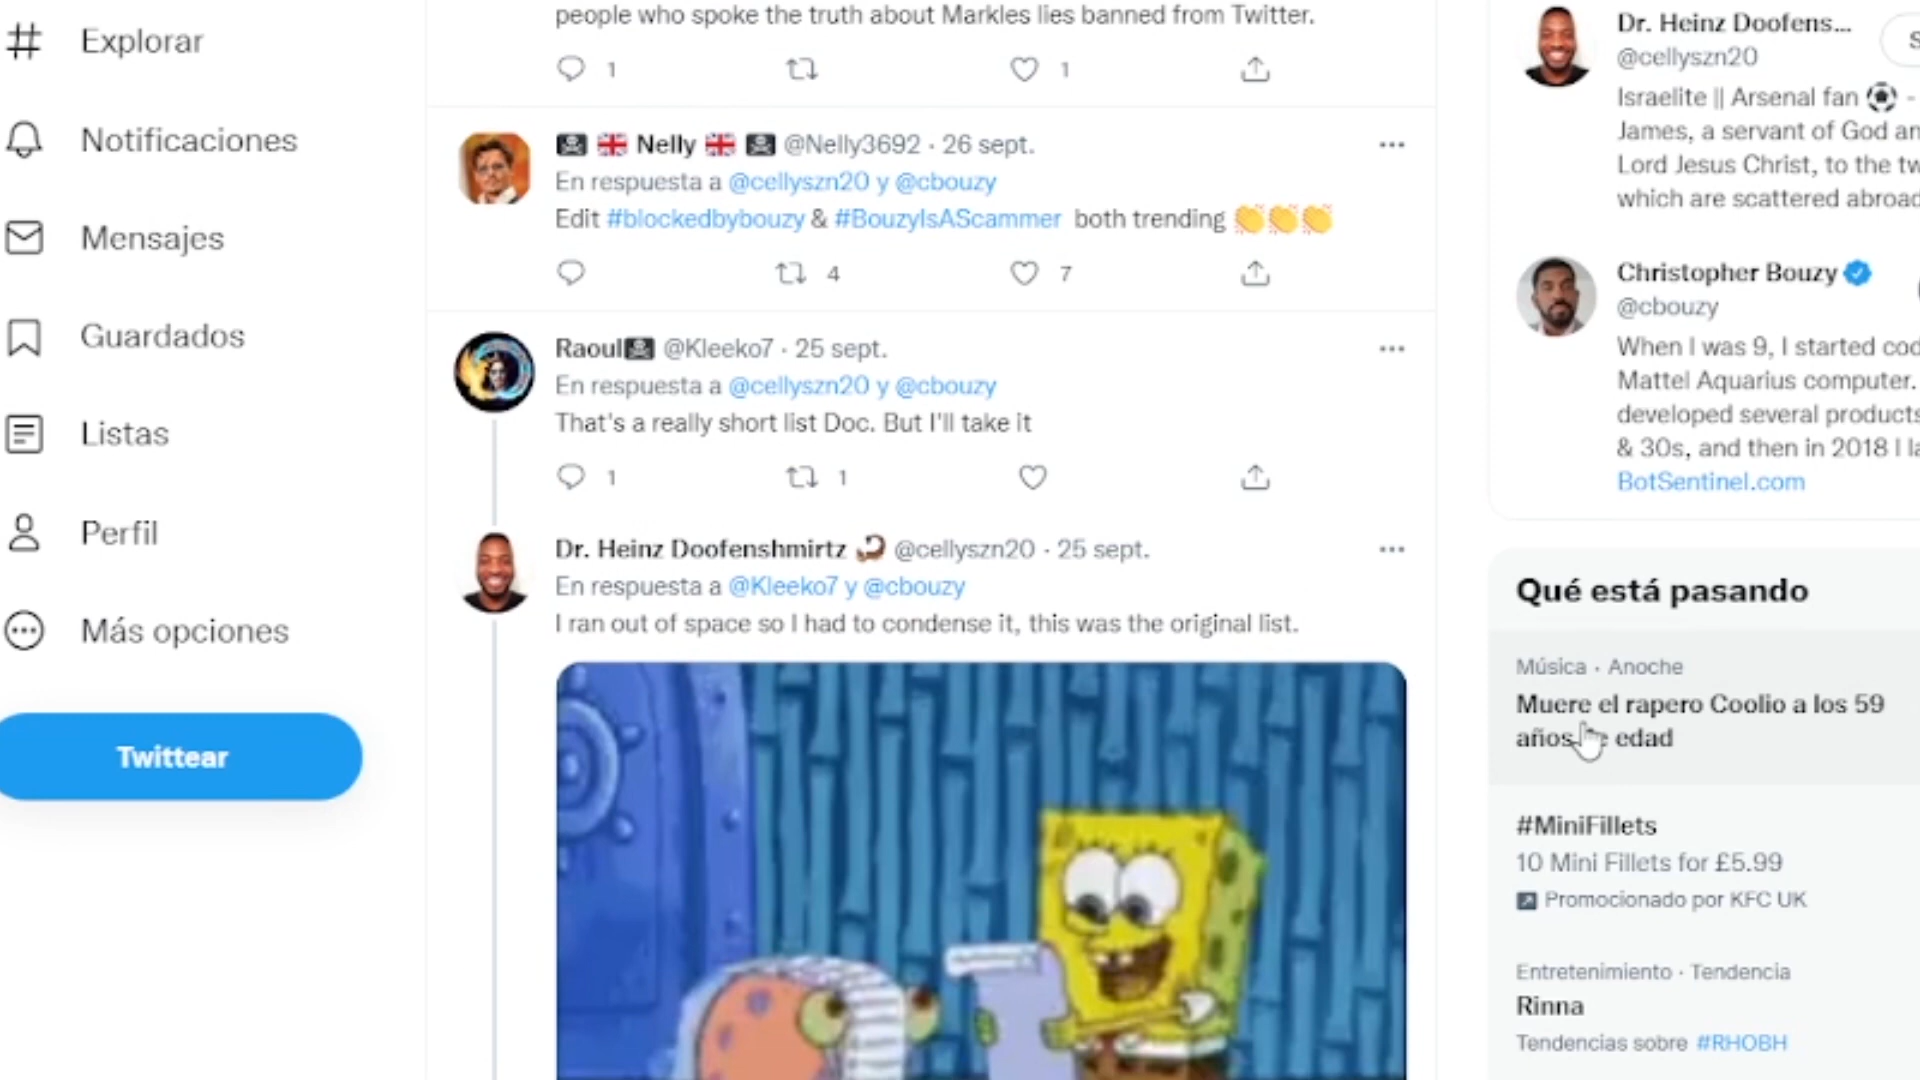 Explorar
Notificaciones
Mensajes
Guardados
Listas
Perfil
Más opciones
Twittear
people who spoke the truth about Markles lies banned from Twitter.
1
1
Nelly @Nelly3692 · 26 sept.
En respuesta a @cellyszn20 y @cbouzy
Edit #blockedbybouzy & #BouzyIsAScammer both trending 👏👏👏
4
7
Raoul @Kleeko7 · 25 sept.
En respuesta a @cellyszn20 y @cbouzy
That's a really short list Doc. But I'll take it
1
1
Dr. Heinz Doofenshmirtz @cellyszn20 · 25 sept.
En respuesta a @Kleeko7 y @cbouzy
I ran out of space so I had to condense it, this was the original list.
Dr. Heinz Doofens...
@cellyszn20
Israelite || Arsenal fan ⚽ -
James, a servant of God
Lord Jesus Christ, to the
which are scattered
Christopher Bouzy
@cbouzy
When I was 9, I started
Mattel Aquarius computer.
developed several products
& 30s, and then in 2018 I
BotSentinel.com
Qué está pasando
Música · Anoche
Muere el rapero Coolio a los 59
años de edad
#MiniFillets
10 Mini Fillets for £5.99
Promocionado por KFC UK
Entretenimiento · Tendencia
Rinna
Tendencias sobre #RHOBH